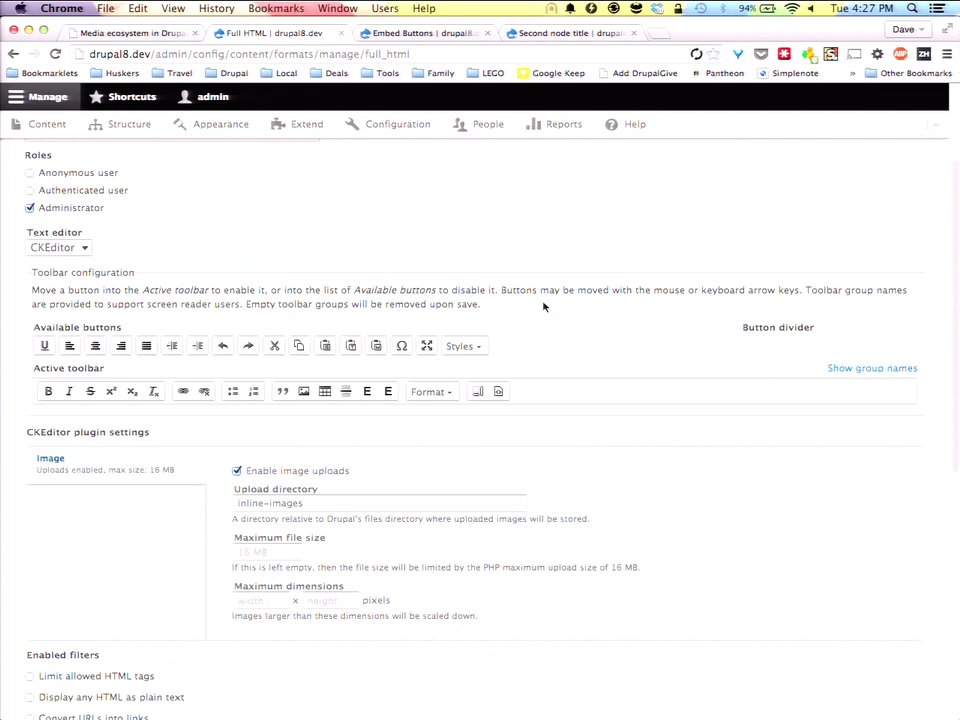 Chrome File Edit View History Bookmarks Window Users Help 94% Tue 4:27 PM
Media ecosystem in Drupa Full HTML | drupal8.dev Embed Buttons | drupal8. Second node title | drupal Dave
drupal8.dev/admin/config/content/formats/manage/full_html
Bookmarklets Huskers Travel Drupal Local Deals Tools Family LEGO Google Keep Add DrupalGive Pantheon Simplenote » Other Bookmarks
Manage Shortcuts admin
Content Structure Appearance Extend Configuration People Reports Help
Roles
Anonymous user
Authenticated user
Administrator
Text editor
CKEditor
Toolbar configuration
Move a button into the Active toolbar to enable it, or into the list of Available buttons to disable it. Buttons may be moved with the mouse or keyboard arrow keys. Toolbar group names
are provided to support screen reader users. Empty toolbar groups will be removed upon save.
Available buttons Button divider
U Ω Styles
Active toolbar Show group names
B I S x² x₂ Tx E E Format
CKEditor plugin settings
Image
Uploads enabled, max size: 16 MB
Enable image uploads
Upload directory
inline-images
A directory relative to Drupal's files directory where uploaded images will be stored.
Maximum file size
16 MB
If this is left empty, then the file size will be limited by the PHP maximum upload size of 16 MB.
Maximum dimensions
width x height pixels
Images larger than these dimensions will be scaled down.
Enabled filters
Limit allowed HTML tags
Display any HTML as plain text
Convert URLs into links